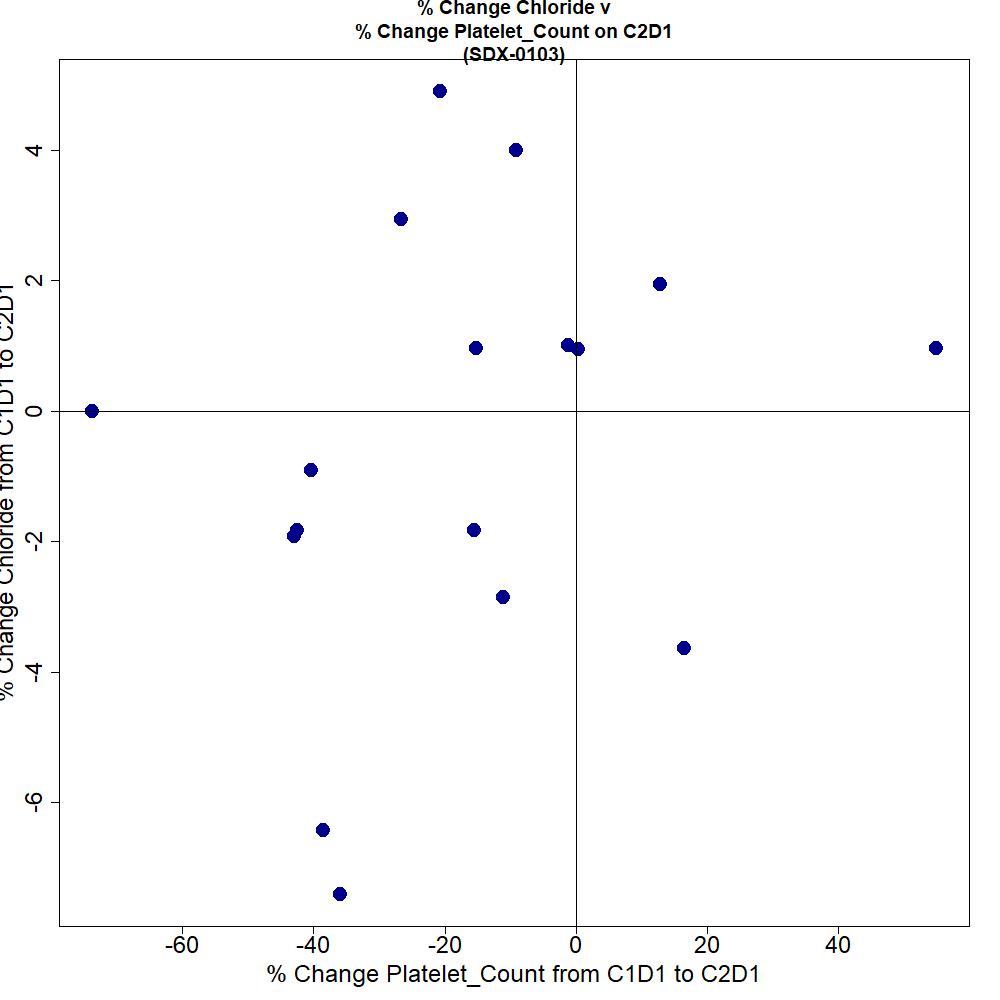 % Change Chloride v
% Change Platelet_Count on C2D1
(SDX-0103)
% Change Chloride from C1D1 to C2D1
4
2
0
-2
-4
-6
-60
-40
-20
0
20
40
% Change Platelet_Count from C1D1 to C2D1